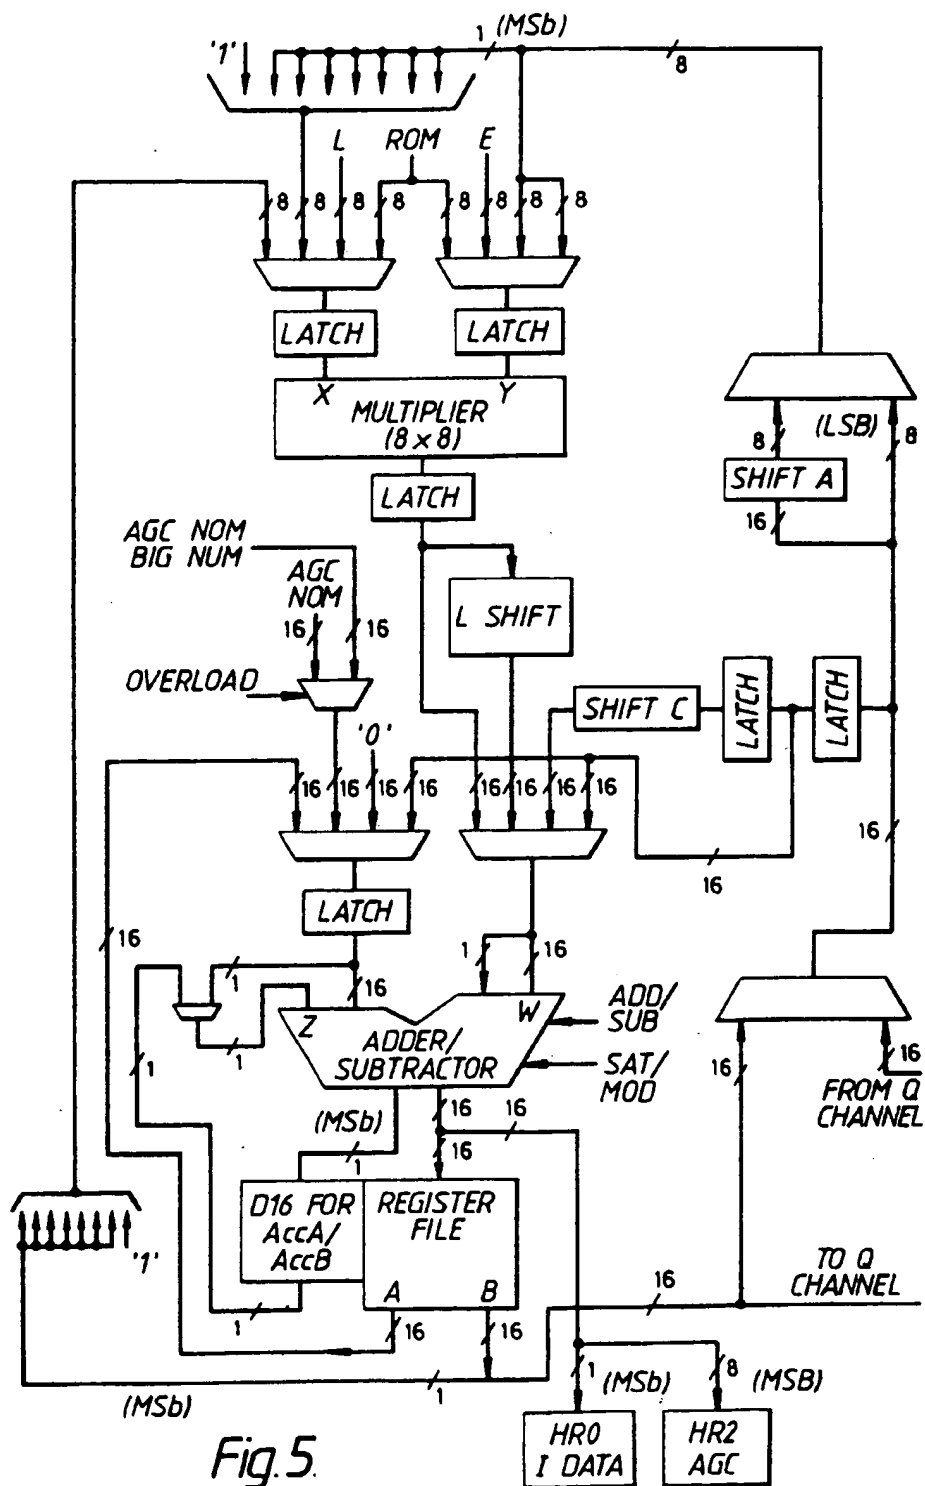 1 (MSb)
'1'
8
L ROM E
8 8 8 8 8 8 8
LATCH LATCH
X Y
MULTIPLIER
(8 x 8)
LATCH
(LSB)
8 8
SHIFT A
16
AGC NOM
BIG NUM
AGC
NOM
16 16
L SHIFT
OVERLOAD
SHIFT C
LATCH
LATCH
'0'
16 16 16 16 16 16 16 16
16
16
LATCH
16
1
16
1 16
Z W
ADD/
SUB
ADDER/
SUBTRACTOR
SAT/
MOD
1
1
16
16
FROM Q
CHANNEL
(MSb)
16 16
1 16
D16 FOR
AccA/
AccB
REGISTER
FILE
'1'
A B
1
16 16
16
TO Q
CHANNEL
(MSb)
1
1 (MSb)
8 (MSB)
HR0
I DATA
HR2
AGC
Fig. 5.